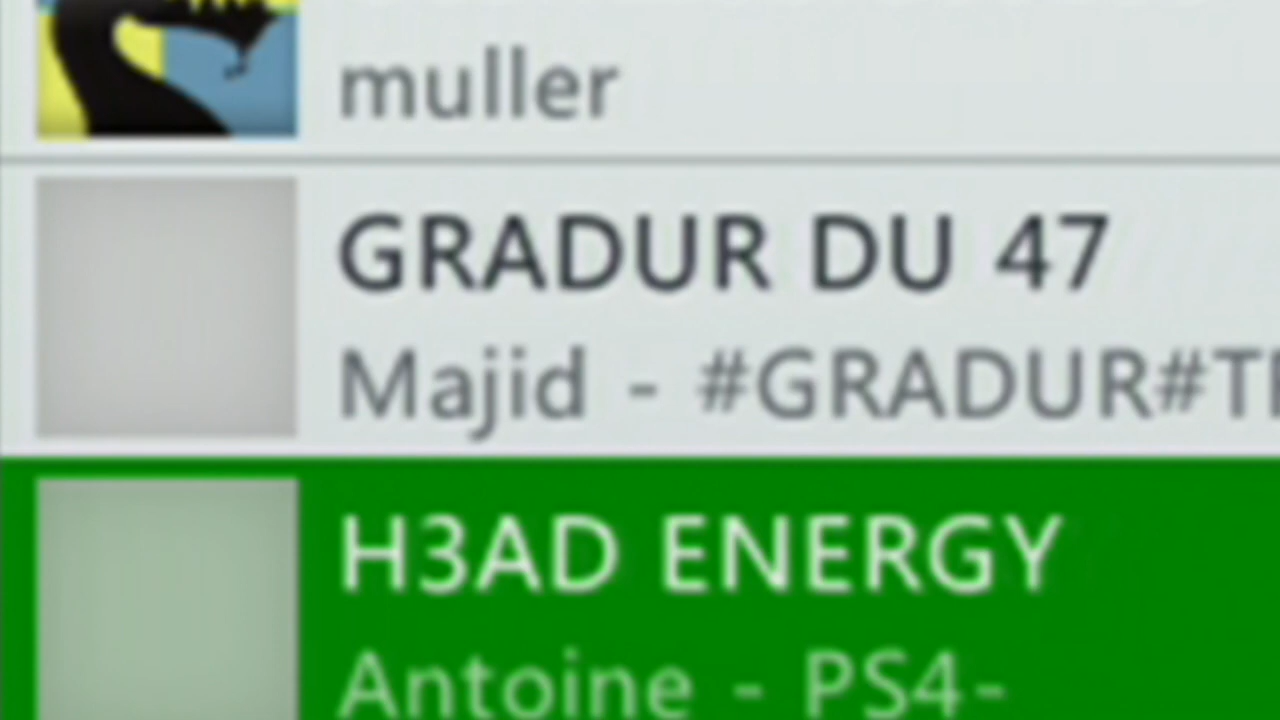 muller
GRADUR DU 47
Majid - #GRADUR#
H3AD ENERGY
Antoine - PS4-